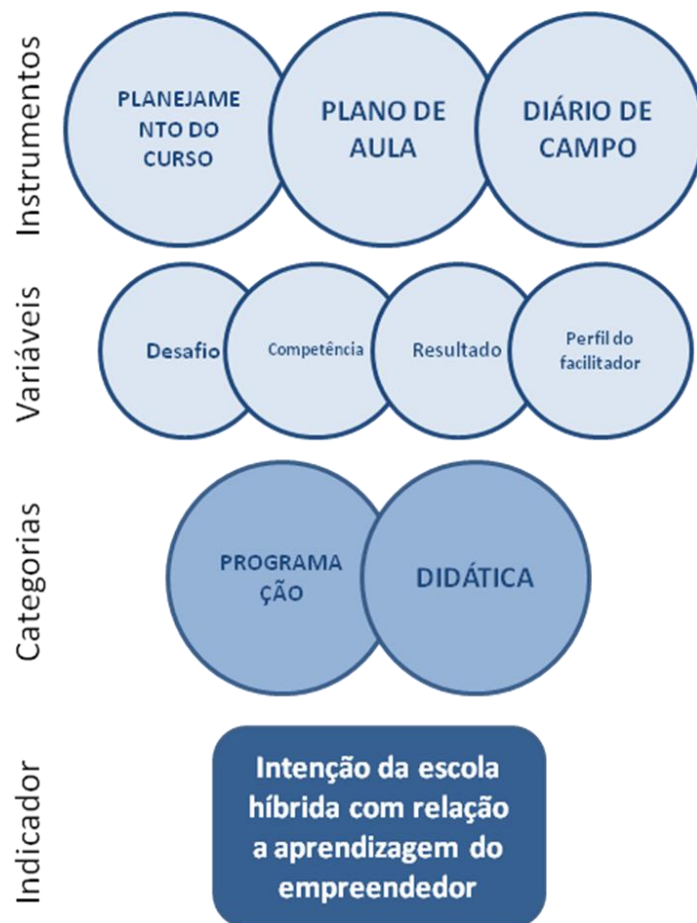 Instrumentos
PLANEJAME
NTO DO
CURSO
PLANO DE
AULA
DIÁRIO DE
CAMPO
Variáveis
Desafio
Competência
Resultado
Perfil do
facilitador
Categorias
PROGRAMA
ÇÃO
DIDÁTICA
Indicador
Intenção da escola
híbrida com relação
a aprendizagem do
empreendedor